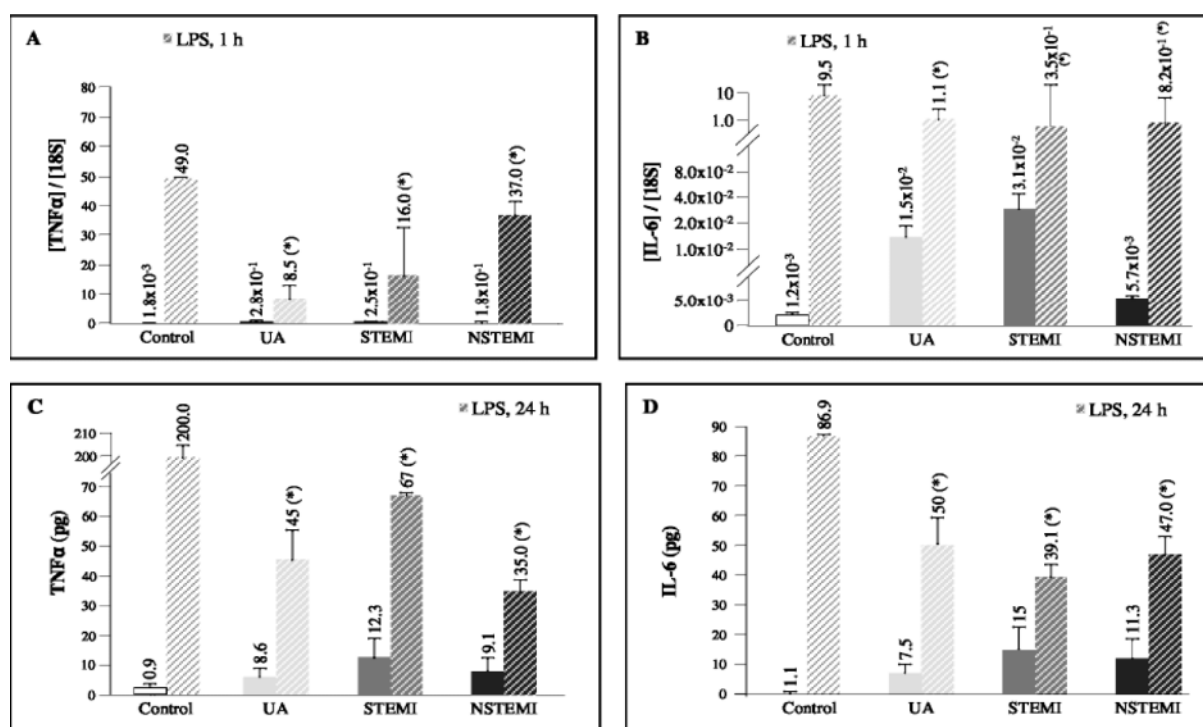 A
LPS, 1 h
[TNFα] / [18S]
80
70
60
50
40
30
20
10
0
1.8x10-3
49.0
2.8x10-1
8.5 (*)
2.5x10-1
16.0 (*)
1.8x10-1
37.0 (*)
Control UA STEMI NSTEMI
B
LPS, 1 h
[IL-6] / [18S]
10
1.0
8.0x10-2
4.0x10-2
2.0x10-2
1.0x10-2
5.0x10-3
0
1.2x10-3
9.5
1.5x10-2
1.1 (*)
3.1x10-2
3.5x10-1
(*)
5.7x10-3
8.2x10-1 (*)
Control UA STEMI NSTEMI
C
LPS, 24 h
TNFα (pg)
210
200
70
60
50
40
30
20
10
0
0.9
200.0
8.6
45 (*)
12.3
67 (*)
9.1
35.0 (*)
Control UA STEMI NSTEMI
D
LPS, 24 h
IL-6 (pg)
90
80
70
60
50
40
30
20
10
0
1.1
86.9
7.5
50 (*)
15
39.1 (*)
11.3
47.0 (*)
Control UA STEMI NSTEMI